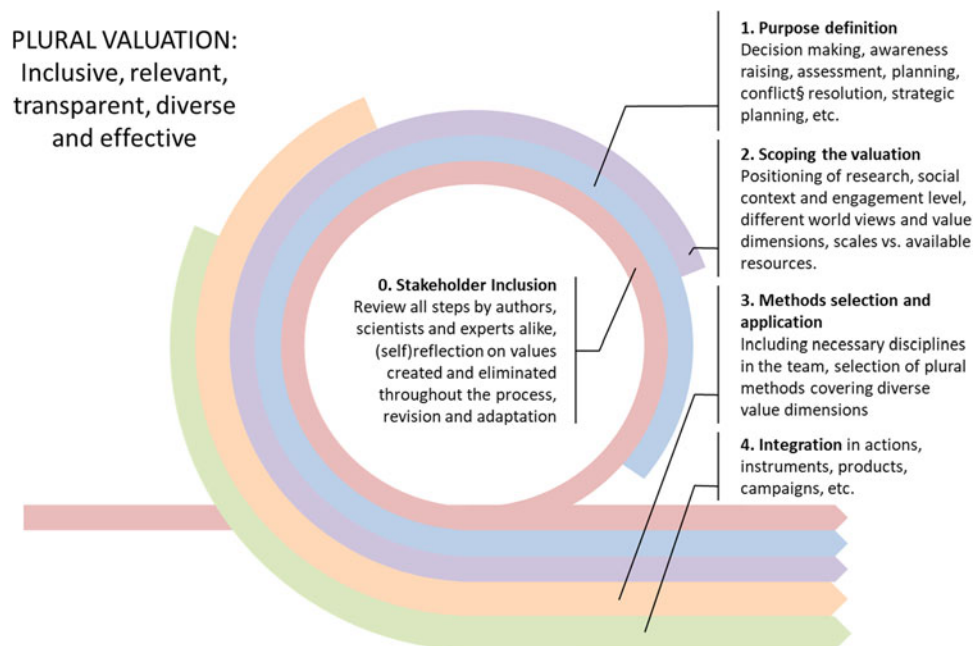 PLURAL VALUATION:
Inclusive, relevant,
transparent, diverse
and effective
1. Purpose definition
Decision making, awareness
raising, assessment, planning,
conflict§ resolution, strategic
planning, etc.
2. Scoping the valuation
Positioning of research, social
context and engagement level,
different world views and value
dimensions, scales vs. available
resources.
0. Stakeholder Inclusion
Review all steps by authors,
scientists and experts alike,
(self)reflection on values
created and eliminated
throughout the process,
revision and adaptation
3. Methods selection and
application
Including necessary disciplines
in the team, selection of plural
methods covering diverse
value dimensions
4. Integration in actions,
instruments, products,
campaigns, etc.